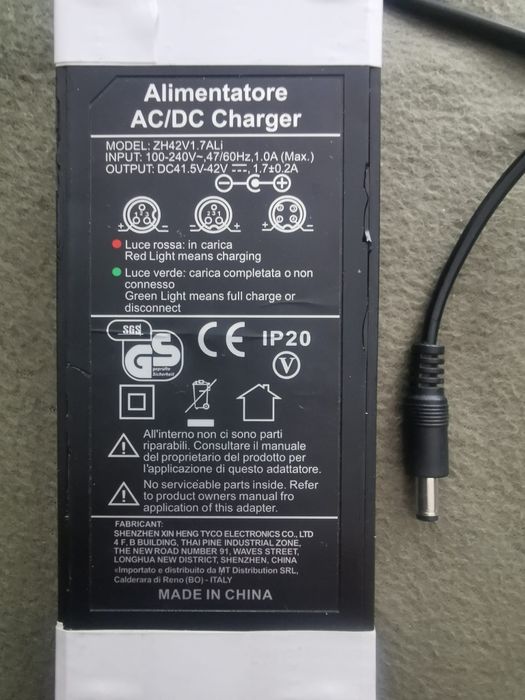 Alimentatore
AC/DC Charger
MODEL: ZH42V1.7ALi
INPUT: 100-240V~,47/60Hz,1.0A (Max.)
OUTPUT: DC41.5V-42V ⎓, 1.7±0.2A
Luce rossa: in carica
Red Light means charging
Luce verde: carica completata o non
connesso
Green Light means full charge or
disconnect
SGS
GS
geprüfte
Sicherheit
CE IP20
V
All'interno non ci sono parti
riparabili. Consultare il manuale
del proprietario del prodotto per
l'applicazione di questo adattatore.
No serviceable parts inside. Refer
to product owners manual fro
application of this adapter.
FABRICANT:
SHENZHEN XIN HENG TYCO ELECTRONICS CO., LTD
4 F, B BUILDING, THAI PINE INDUSTRIAL ZONE,
THE NEW ROAD NUMBER 91, WAVES STREET,
LONGHUA NEW DISTRICT, SHENZHEN, CHINA
«Importato e distribuito da MT Distribution SRL,
Calderara di Reno (BO) - ITALY
MADE IN CHINA